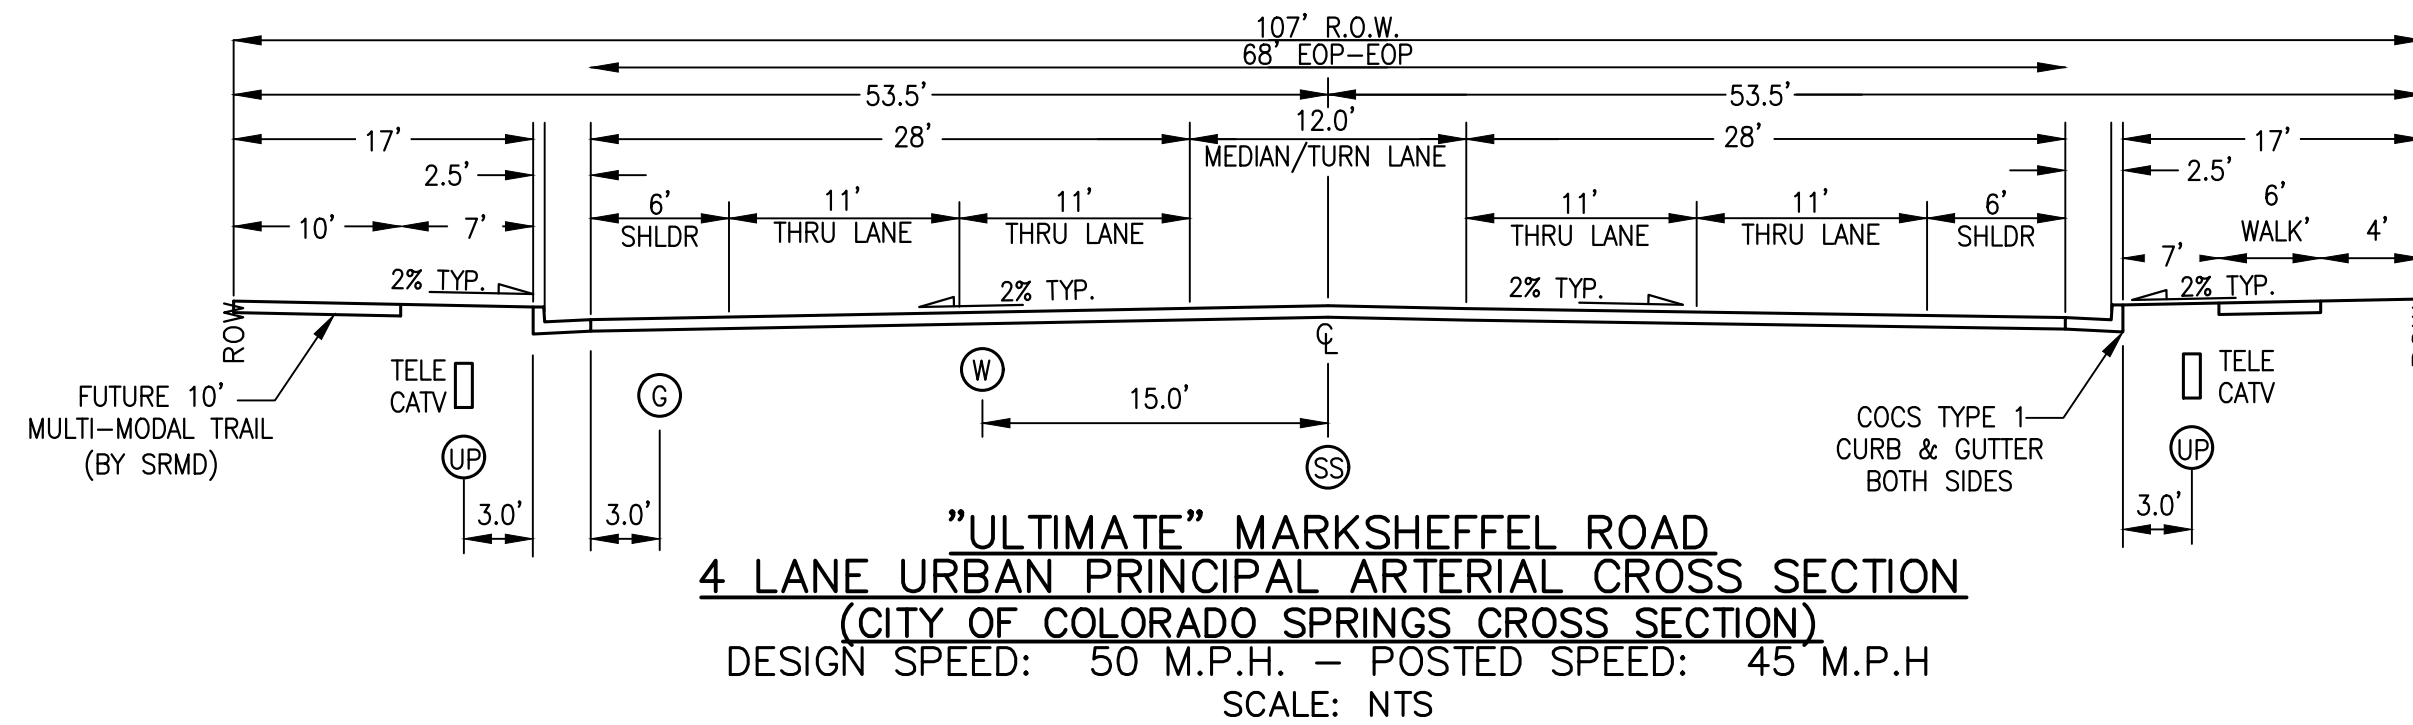 107' R.O.W.
68' EOP-EOP
53.5' 53.5'
17' 28' 12.0' 28' 17'
MEDIAN/TURN LANE
2.5' 2.5'
6' 11' 11' 11' 11' 6' 6'
10' 7' SHLDR THRU LANE THRU LANE THRU LANE THRU LANE SHLDR WALK' 4'
7'
2% TYP. 2% TYP. 2% TYP. 2% TYP.
ROW
CL
TELE
CATV
G
W
15.0'
TELE
CATV
FUTURE 10'
MULTI-MODAL TRAIL
(BY SRMD)
UP
SS
COCS TYPE 1
CURB & GUTTER
BOTH SIDES
UP
3.0' 3.0' 3.0'
"ULTIMATE" MARKSHEFFEL ROAD
4 LANE URBAN PRINCIPAL ARTERIAL CROSS SECTION
(CITY OF COLORADO SPRINGS CROSS SECTION)
DESIGN SPEED: 50 M.P.H. - POSTED SPEED: 45 M.P.H
SCALE: NTS